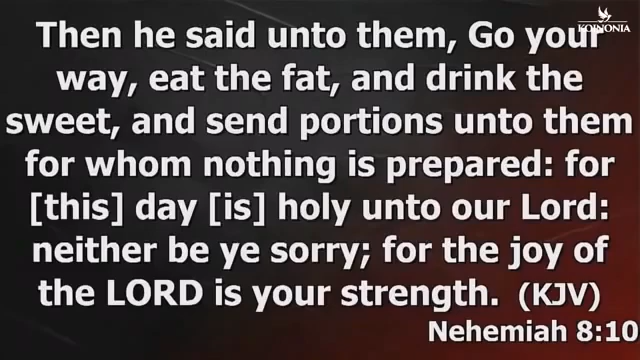 KOINONIA
Then he said unto them, Go your
way, eat the fat, and drink the
sweet, and send portions unto them
for whom nothing is prepared: for
[this] day [is] holy unto our Lord:
neither be ye sorry; for the joy of
the LORD is your strength. (KJV)
Nehemiah 8:10